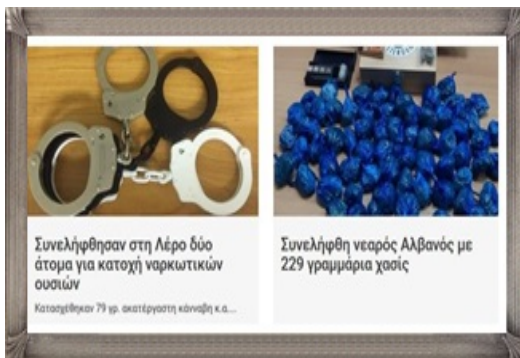 Συνελήφθησαν στη Λέρο δύο
άτομα για κατοχή ναρκωτικών
ουσιών
Κατασχέθηκαν 79 γρ. ακατέργαστη κάνναβη κ.α....
Συνελήφθη νεαρός Αλβανός με
229 γραμμάρια χασίς